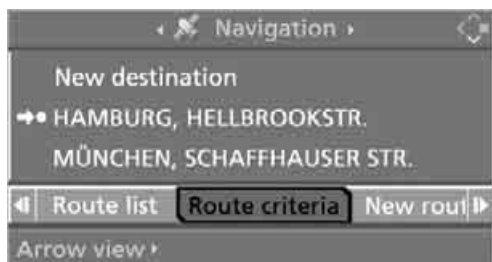 Navigation
New destination
HAMBURG, HELLBROOKSTR.
MÜNCHEN, SCHAFFHAUSER STR.
Route list Route criteria New rout
Arrow view